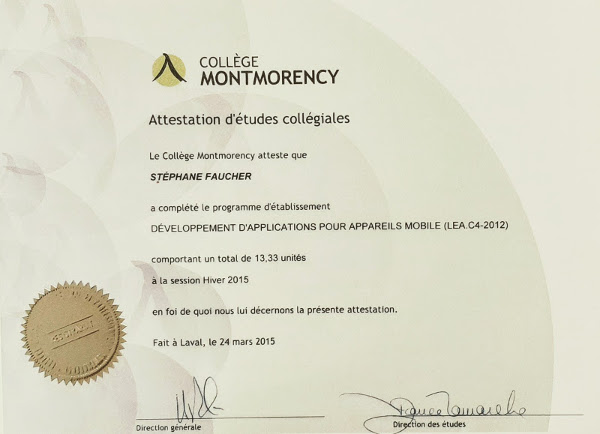 COLLÈGE
MONTMORENCY
Attestation d'études collégiales
Le Collège Montmorency atteste que
STÉPHANE FAUCHER
a complété le programme d'établissement
DÉVELOPPEMENT D'APPLICATIONS POUR APPAREILS MOBILE (LEA.C4-2012)
comportant un total de 13,33 unités
à la session Hiver 2015
en foi de quoi nous lui décernons la présente attestation.
Fait à Laval, le 24 mars 2015
Direction générale
Direction des études